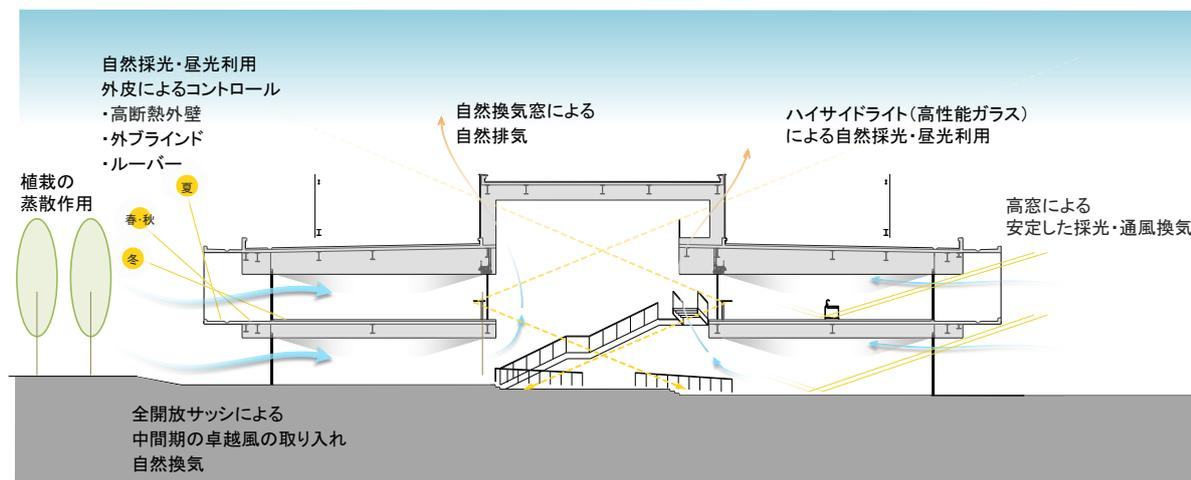 自然採光・昼光利用
外皮によるコントロール
・高断熱外壁
・外ブラインド
・ルーバー
植栽の
蒸散作用
夏
春・秋
冬
自然換気窓による
自然排気
ハイサイドライト（高性能ガラス）
による自然採光・昼光利用
高窓による
安定した採光・通風換気
全開放サッシによる
中間期の卓越風の取り入れ
自然換気